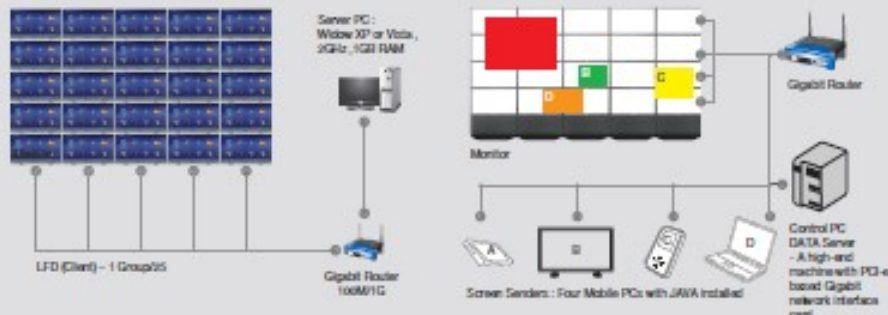 Server PC :
Widow XP or Vista,
2GHz, 1GB RAM
LFD (Client) – 1 Group/25
Gigabit Router
100M/1G
B
C
D
Gigabit Router
Monitor
A
B
C
D
Screen Senders : Four Mobile PCs with JAVA installed
Control PC
DATA Server
- A high-end
machine with PCI-e
based Gigabit
network interface
card